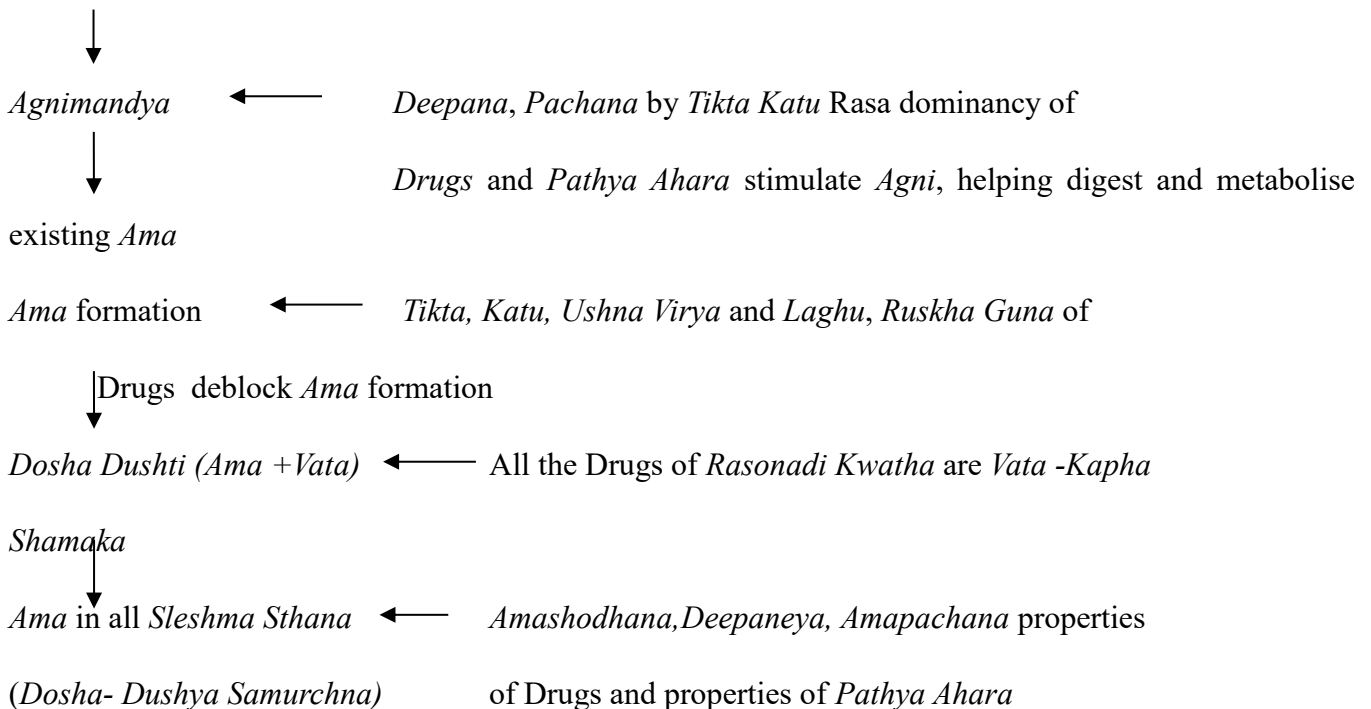 Agnimandya Deepana, Pachana by Tikta Katu Rasa dominancy of
Drugs and Pathya Ahara stimulate Agni, helping digest and metabolise
existing Ama
Ama formation Tikta, Katu, Ushna Virya and Laghu, Ruskha Guna of
Drugs deblock Ama formation
Dosha Dushti (Ama +Vata) All the Drugs of Rasonadi Kwatha are Vata -Kapha
Shamaka
Ama in all Sleshma Sthana Amashodhana,Deepaneya, Amapachana properties
(Dosha- Dushya Samurchna) of Drugs and properties of Pathya Ahara